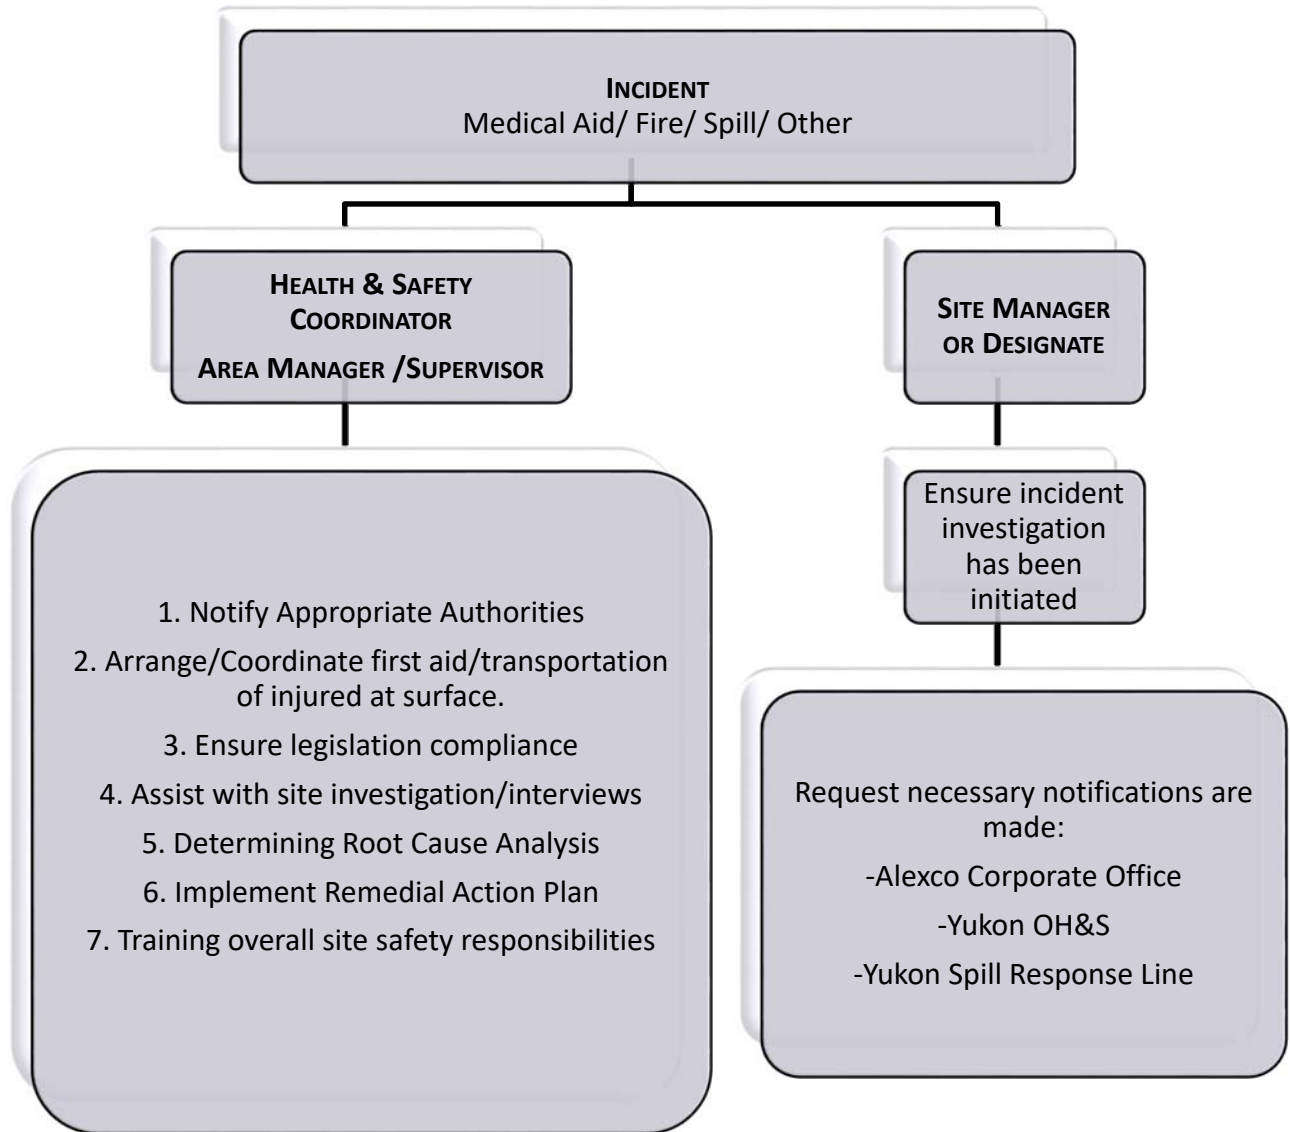 INCIDENT
Medical Aid/ Fire/ Spill/ Other
HEALTH & SAFETY
COORDINATOR
AREA MANAGER /SUPERVISOR
1. Notify Appropriate Authorities
2. Arrange/Coordinate first aid/transportation
of injured at surface.
3. Ensure legislation compliance
4. Assist with site investigation/interviews
5. Determining Root Cause Analysis
6. Implement Remedial Action Plan
7. Training overall site safety responsibilities
SITE MANAGER
OR DESIGNATE
Ensure incident
investigation
has been
initiated
Request necessary notifications are
made:
-Alexco Corporate Office
-Yukon OH&S
-Yukon Spill Response Line